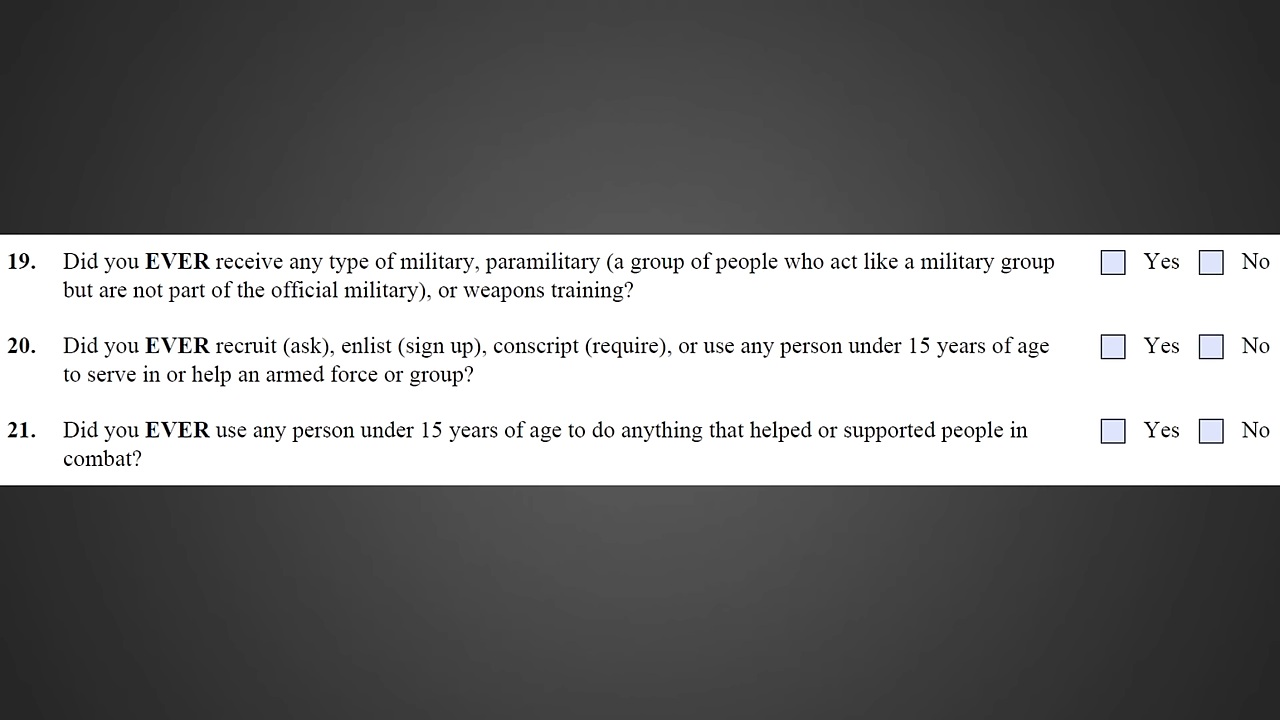 19. Did you EVER receive any type of military, paramilitary (a group of people who act like a military group Yes No
but are not part of the official military), or weapons training?
20. Did you EVER recruit (ask), enlist (sign up), conscript (require), or use any person under 15 years of age Yes No
to serve in or help an armed force or group?
21. Did you EVER use any person under 15 years of age to do anything that helped or supported people in Yes No
combat?